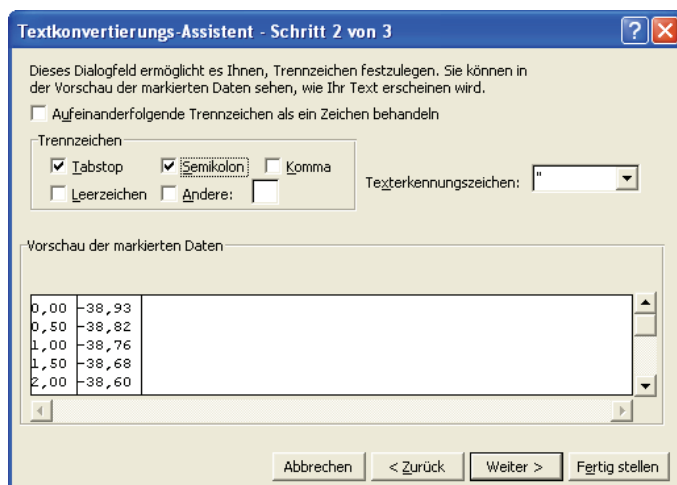 Textkonvertierungs-Assistent - Schritt 2 von 3
Dieses Dialogfeld ermöglicht es Ihnen, Trennzeichen festzulegen. Sie können in
der Vorschau der markierten Daten sehen, wie Ihr Text erscheinen wird.
Aufeinanderfolgende Trennzeichen als ein Zeichen behandeln
Trennzeichen
Tabstop Semikolon Komma
Leerzeichen Andere:
Texterkennungszeichen: "
Vorschau der markierten Daten
0,00 -38,93
0,50 -38,82
1,00 -38,76
1,50 -38,68
2,00 -38,60
Abbrechen < Zurück Weiter > Fertig stellen